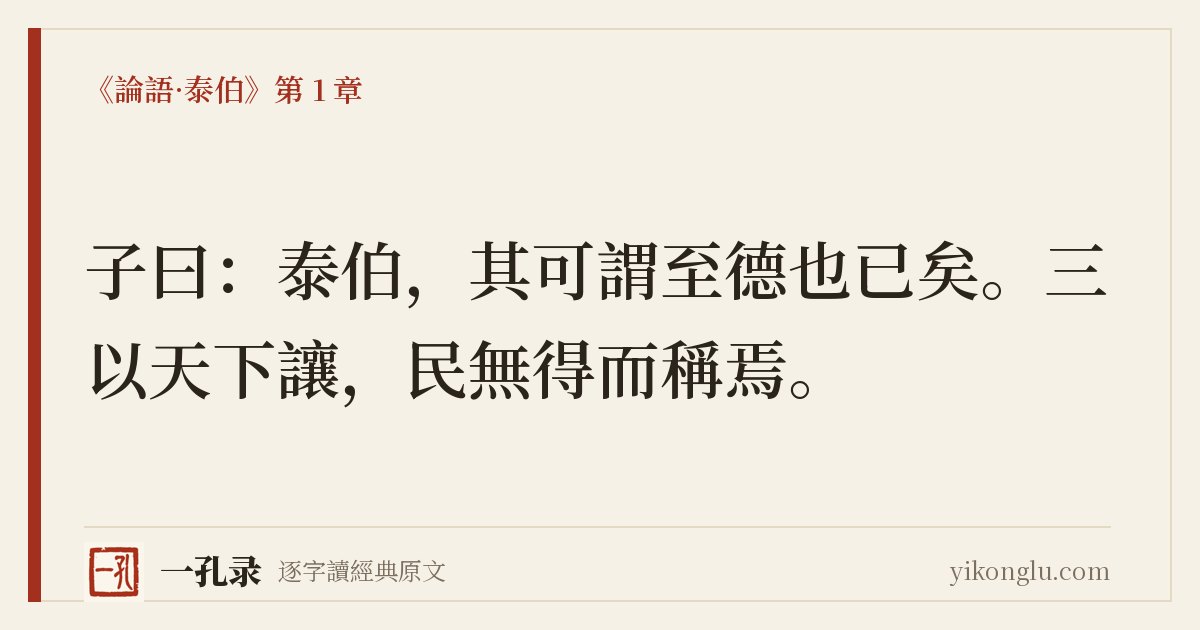 《論語·泰伯》第 1 章
子曰：泰伯，其可謂至德也已矣。三
以天下讓，民無得而稱焉。
一孔 一孔录 逐字讀經典原文 yikonglu.com